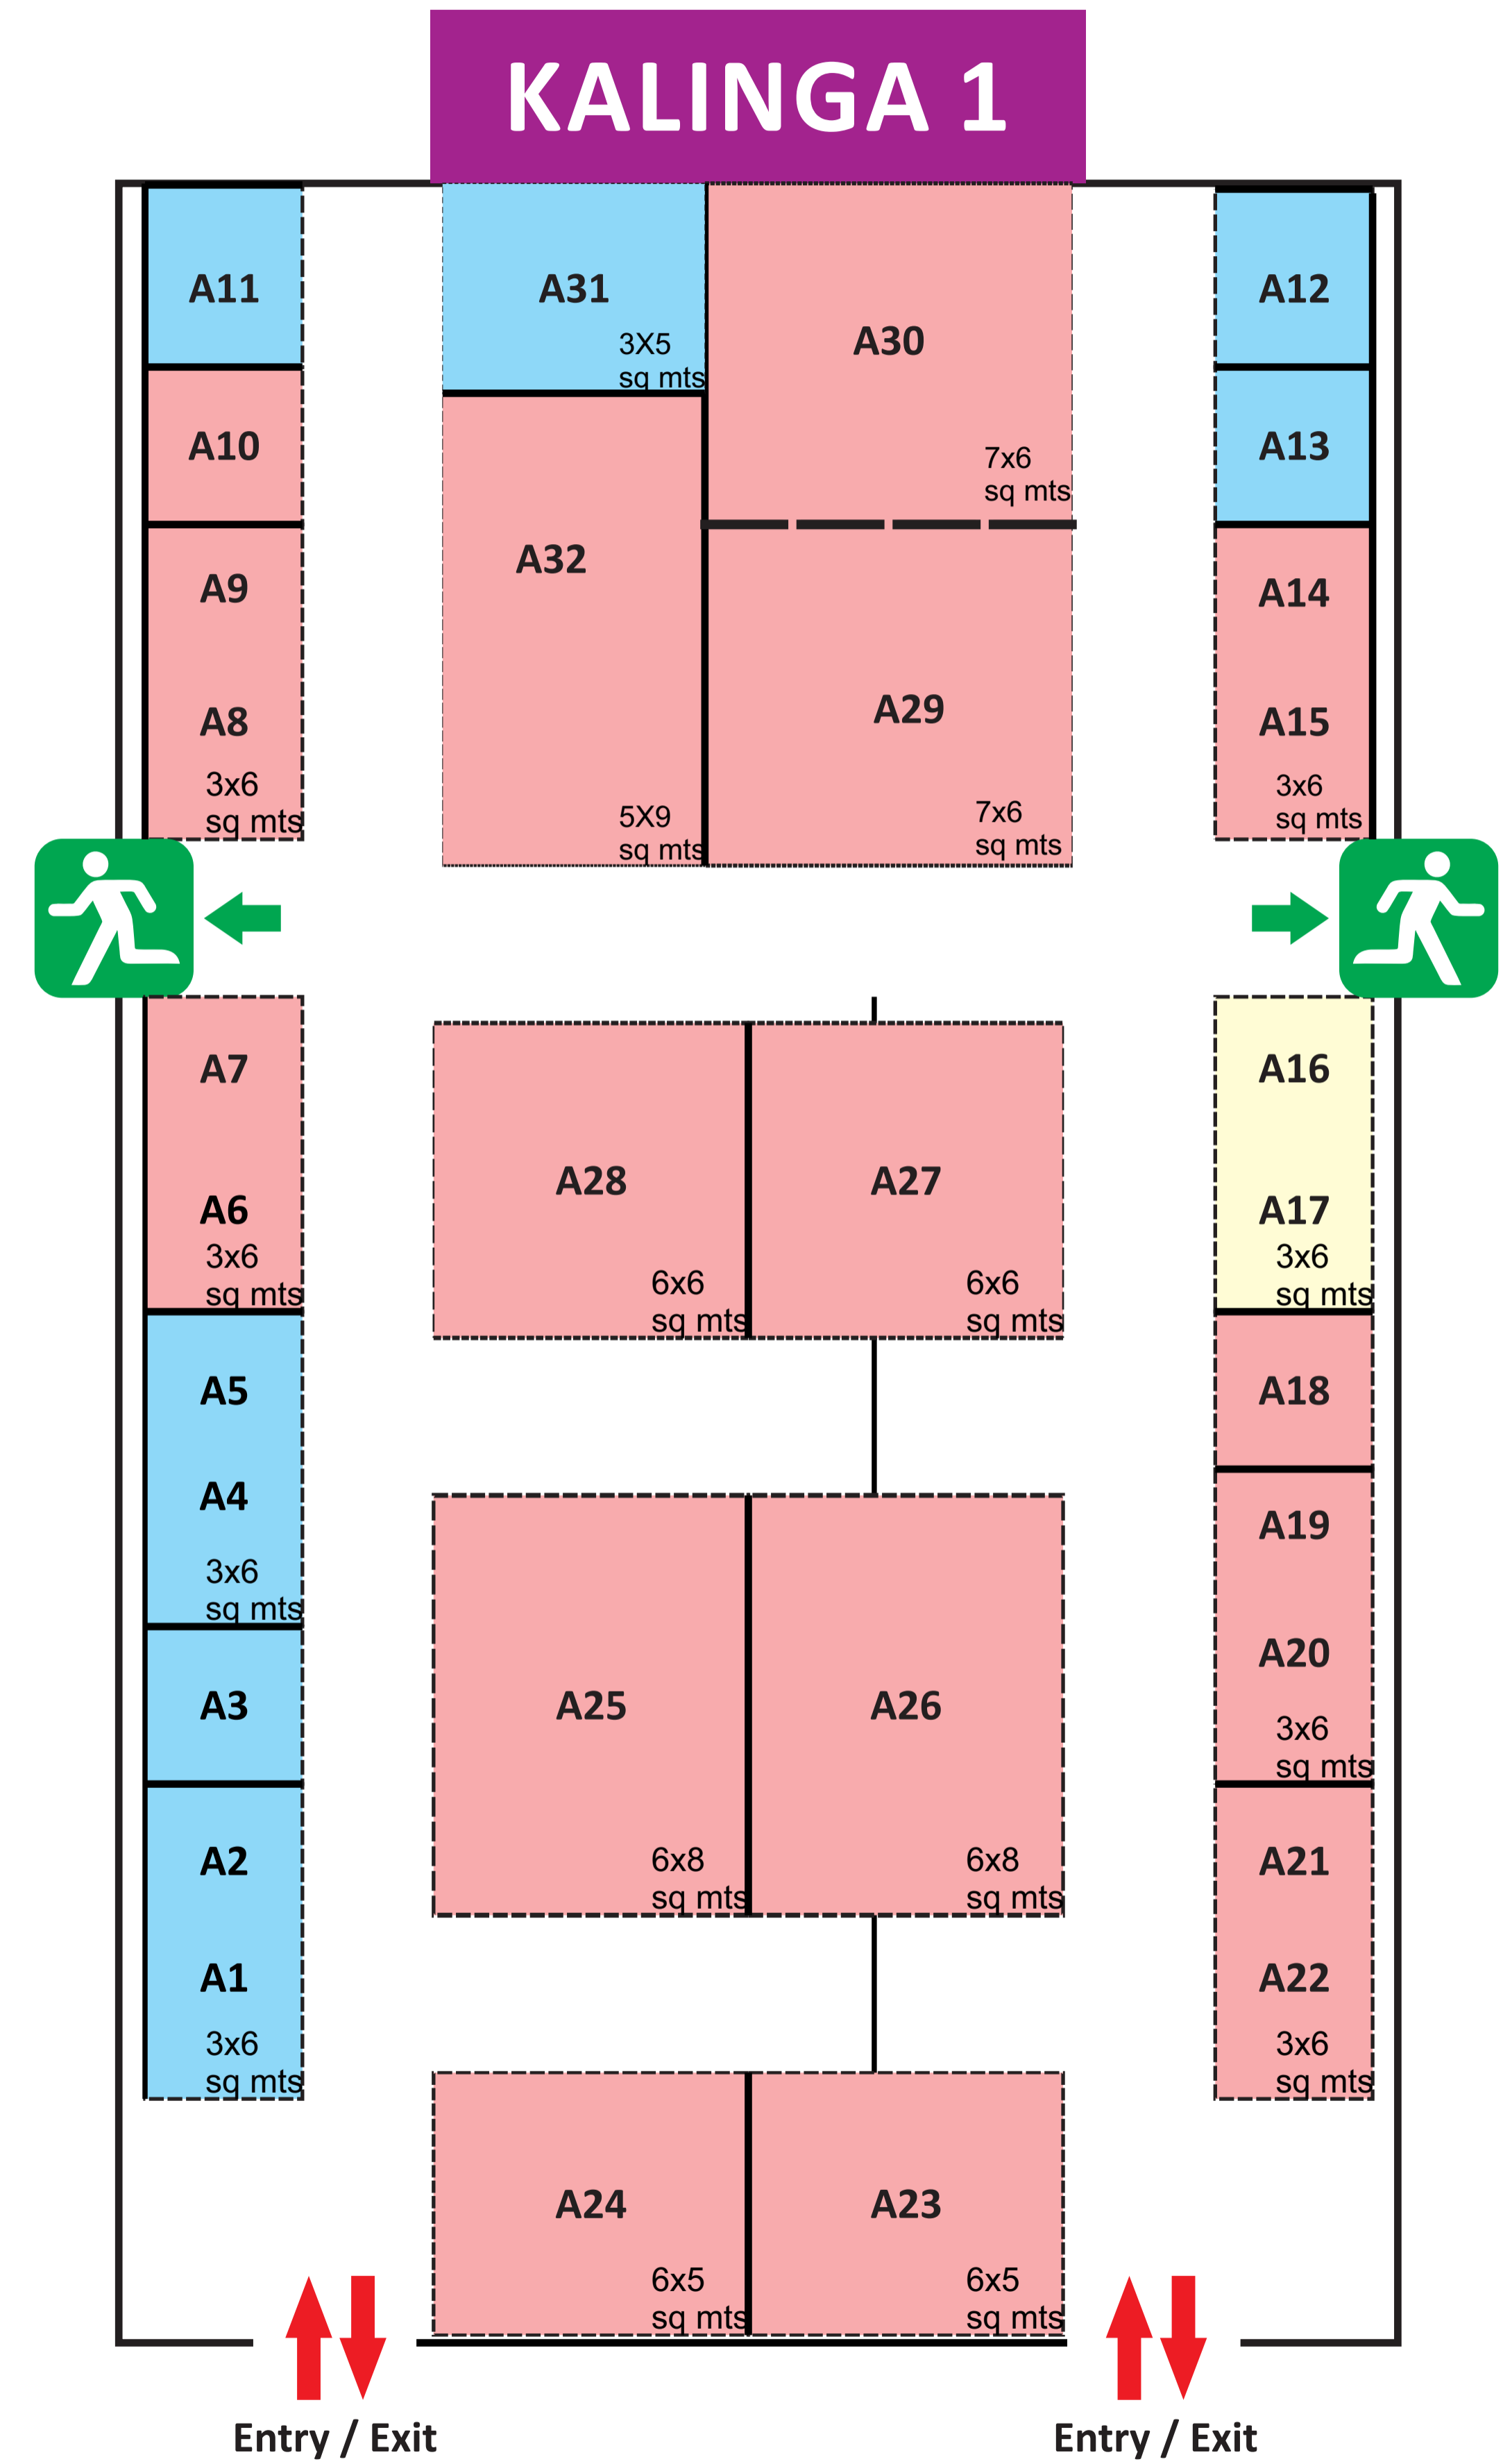 KALINGA 1
A11
A31
3X5
sq mts
A30
7x6
sq mts
A12
A10
A13
A9
A8
3x6
sq mts
A32
5X9
sq mts
A29
7x6
sq mts
A14
A15
3x6
sq mts
A7
A6
3x6
sq mts
A28
6x6
sq mts
A27
6x6
sq mts
A16
A17
3x6
sq mts
A5
A4
3x6
sq mts
A18
A3
A25
6x8
sq mts
A26
6x8
sq mts
A19
A20
3x6
sq mts
A2
A1
3x6
sq mts
A21
A22
3x6
sq mts
A24
6x5
sq mts
A23
6x5
sq mts
Entry / Exit
Entry / Exit